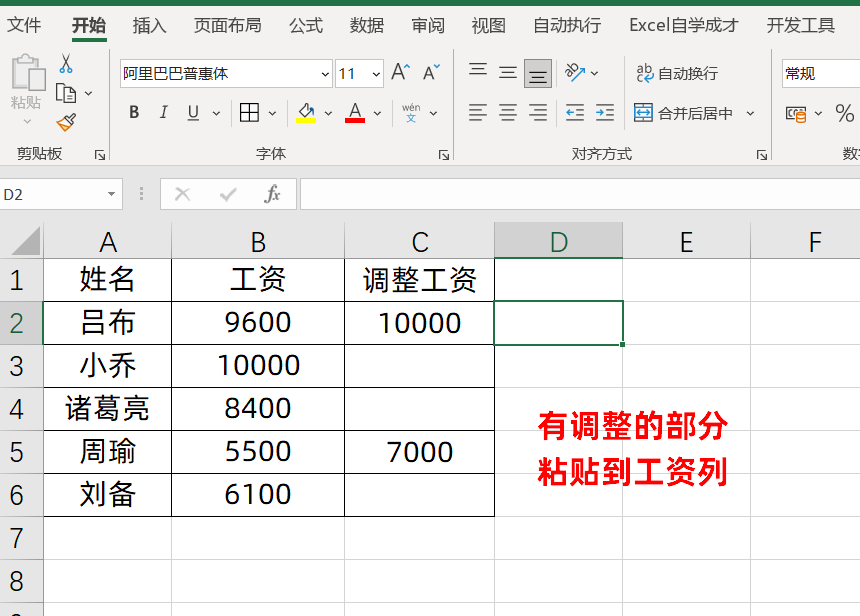 文件 开始 插入 页面布局 公式 数据 审阅 视图 自动执行 Excel自学成才 开发工具
阿里巴巴普惠体 11 A A ab 自动换行 常规
粘贴
B I U A wén 文 合并后居中 %
剪贴板 字体 对齐方式 数字
D2 fx
A B C D E F
1 姓名 工资 调整工资
2 吕布 9600 10000
3 小乔 10000
4 诸葛亮 8400
5 周瑜 5500 7000
6 刘备 6100
7
8
有调整的部分
粘贴到工资列